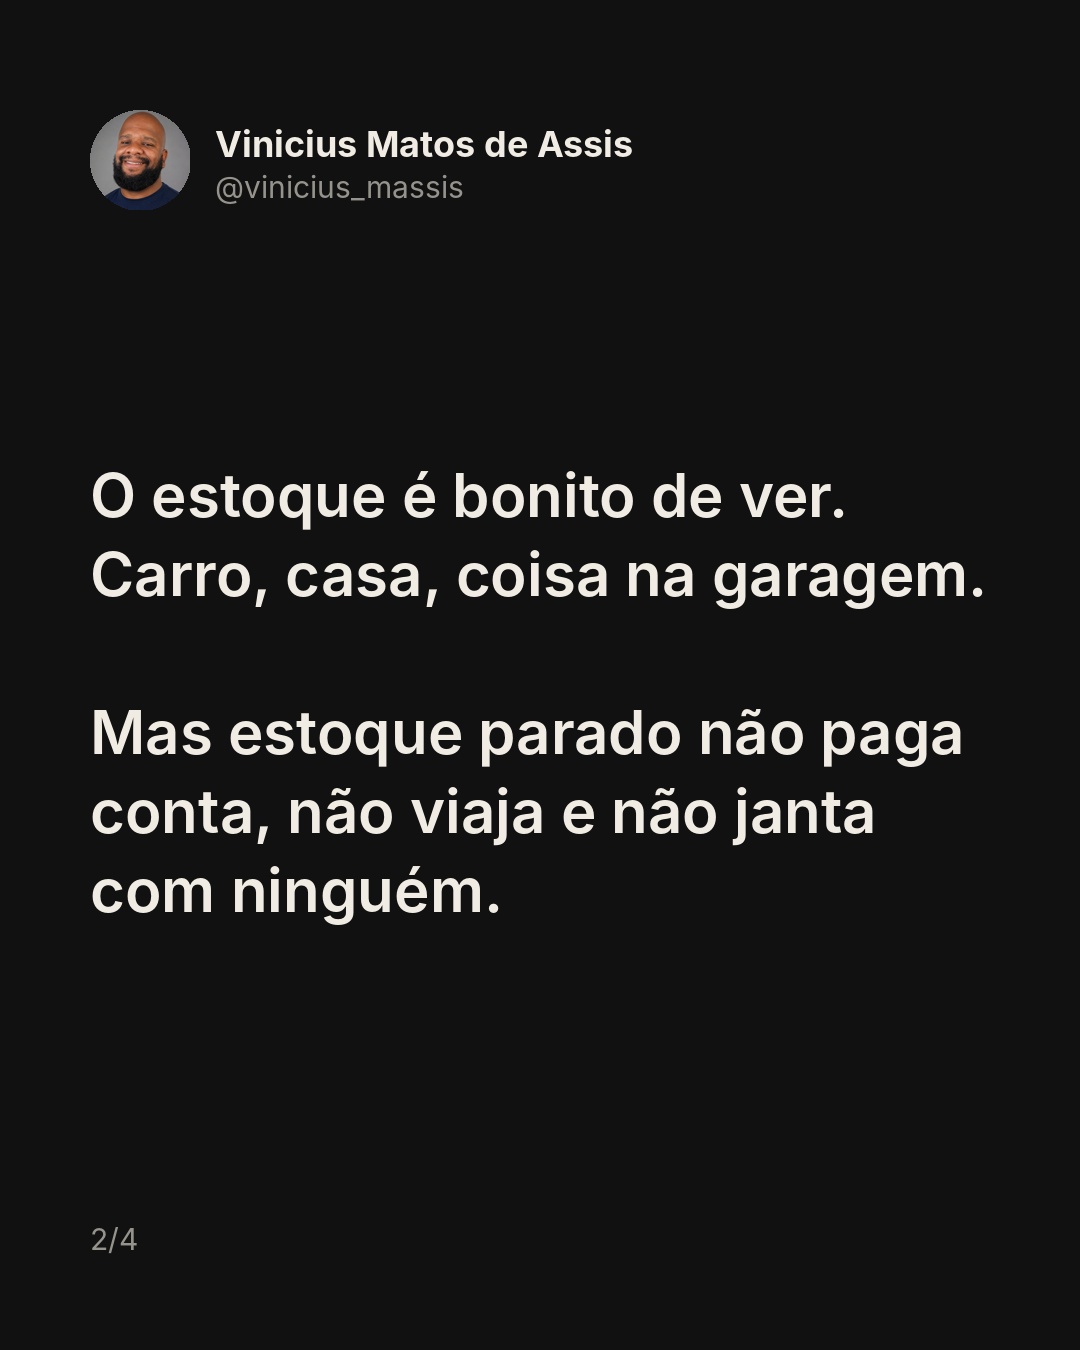 Vinicius Matos de Assis
@vinicius_massis
O estoque é bonito de ver.
Carro, casa, coisa na garagem.
Mas estoque parado não paga
conta, não viaja e não janta
com ninguém.
2/4